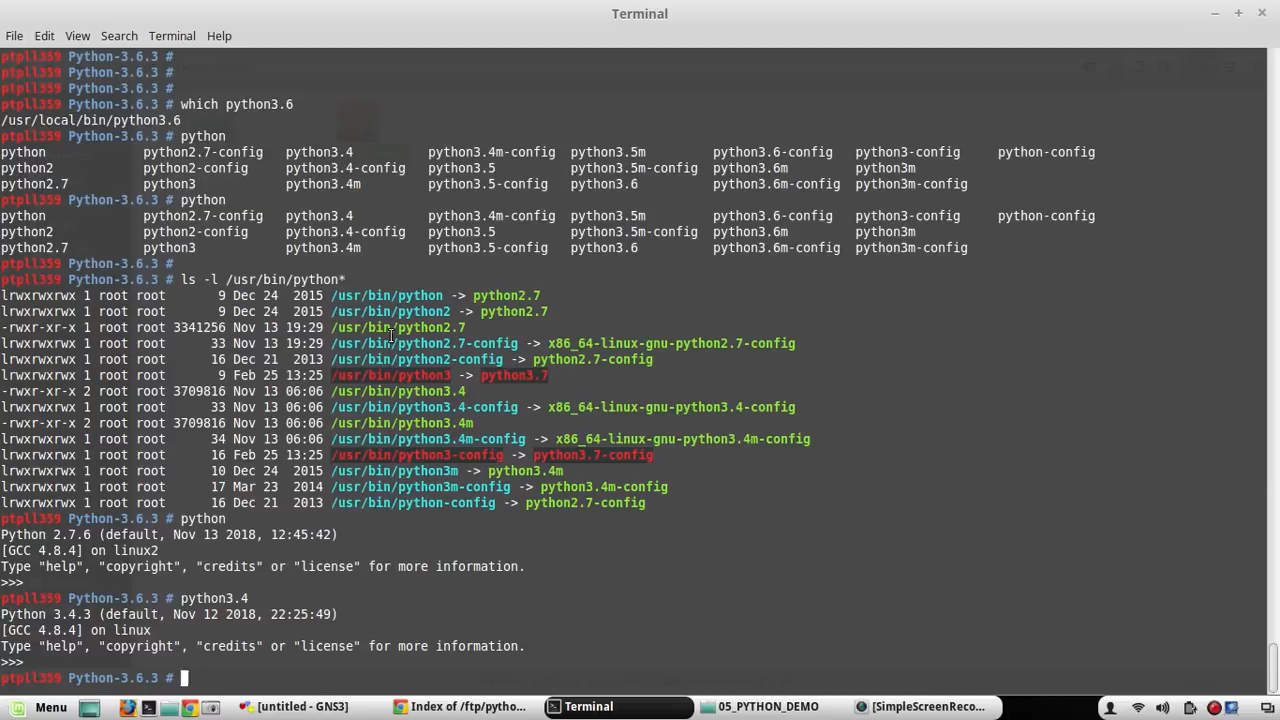 Terminal
File Edit View Search Terminal Help
ptpll359 Python-3.6.3 #
ptpll359 Python-3.6.3 #
ptpll359 Python-3.6.3 #
ptpll359 Python-3.6.3 # which python3.6
/usr/local/bin/python3.6
ptpll359 Python-3.6.3 # python
python python2.7-config python3.4 python3.4m-config python3.5m python3.6-config python3-config python-config
python2 python2-config python3.4-config python3.5 python3.5m-config python3.6m python3m
python2.7 python3 python3.4m python3.5-config python3.6 python3.6m-config python3m-config
ptpll359 Python-3.6.3 # python
python python2.7-config python3.4 python3.4m-config python3.5m python3.6-config python3-config python-config
python2 python2-config python3.4-config python3.5 python3.5m-config python3.6m python3m
python2.7 python3 python3.4m python3.5-config python3.6 python3.6m-config python3m-config
ptpll359 Python-3.6.3 #
ptpll359 Python-3.6.3 # ls -l /usr/bin/python*
lrwxrwxrwx 1 root root 9 Dec 24 2015 /usr/bin/python -> python2.7
lrwxrwxrwx 1 root root 9 Dec 24 2015 /usr/bin/python2 -> python2.7
-rwxr-xr-x 1 root root 3341256 Nov 13 19:29 /usr/bin/python2.7
lrwxrwxrwx 1 root root 33 Nov 13 19:29 /usr/bin/python2.7-config -> x86_64-linux-gnu-python2.7-config
lrwxrwxrwx 1 root root 16 Dec 21 2013 /usr/bin/python2-config -> python2.7-config
lrwxrwxrwx 1 root root 9 Feb 25 13:25 /usr/bin/python3 -> python3.7
-rwxr-xr-x 2 root root 3709816 Nov 13 06:06 /usr/bin/python3.4
lrwxrwxrwx 1 root root 33 Nov 13 06:06 /usr/bin/python3.4-config -> x86_64-linux-gnu-python3.4-config
-rwxr-xr-x 2 root root 3709816 Nov 13 06:06 /usr/bin/python3.4m
lrwxrwxrwx 1 root root 34 Nov 13 06:06 /usr/bin/python3.4m-config -> x86_64-linux-gnu-python3.4m-config
lrwxrwxrwx 1 root root 16 Feb 25 13:25 /usr/bin/python3-config -> python3.7-config
lrwxrwxrwx 1 root root 10 Dec 24 2015 /usr/bin/python3m -> python3.4m
lrwxrwxrwx 1 root root 17 Mar 23 2014 /usr/bin/python3m-config -> python3.4m-config
lrwxrwxrwx 1 root root 16 Dec 21 2013 /usr/bin/python-config -> python2.7-config
ptpll359 Python-3.6.3 # python
Python 2.7.6 (default, Nov 13 2018, 12:45:42)
[GCC 4.8.4] on linux2
Type "help", "copyright", "credits" or "license" for more information.
>>>
ptpll359 Python-3.6.3 # python3.4
Python 3.4.3 (default, Nov 12 2018, 22:25:49)
[GCC 4.8.4] on linux
Type "help", "copyright", "credits" or "license" for more information.
>>>
ptpll359 Python-3.6.3 #
Menu [untitled - GNS3] Index of /ftp/pytho... Terminal 05_PYTHON_DEMO [SimpleScreenReco...